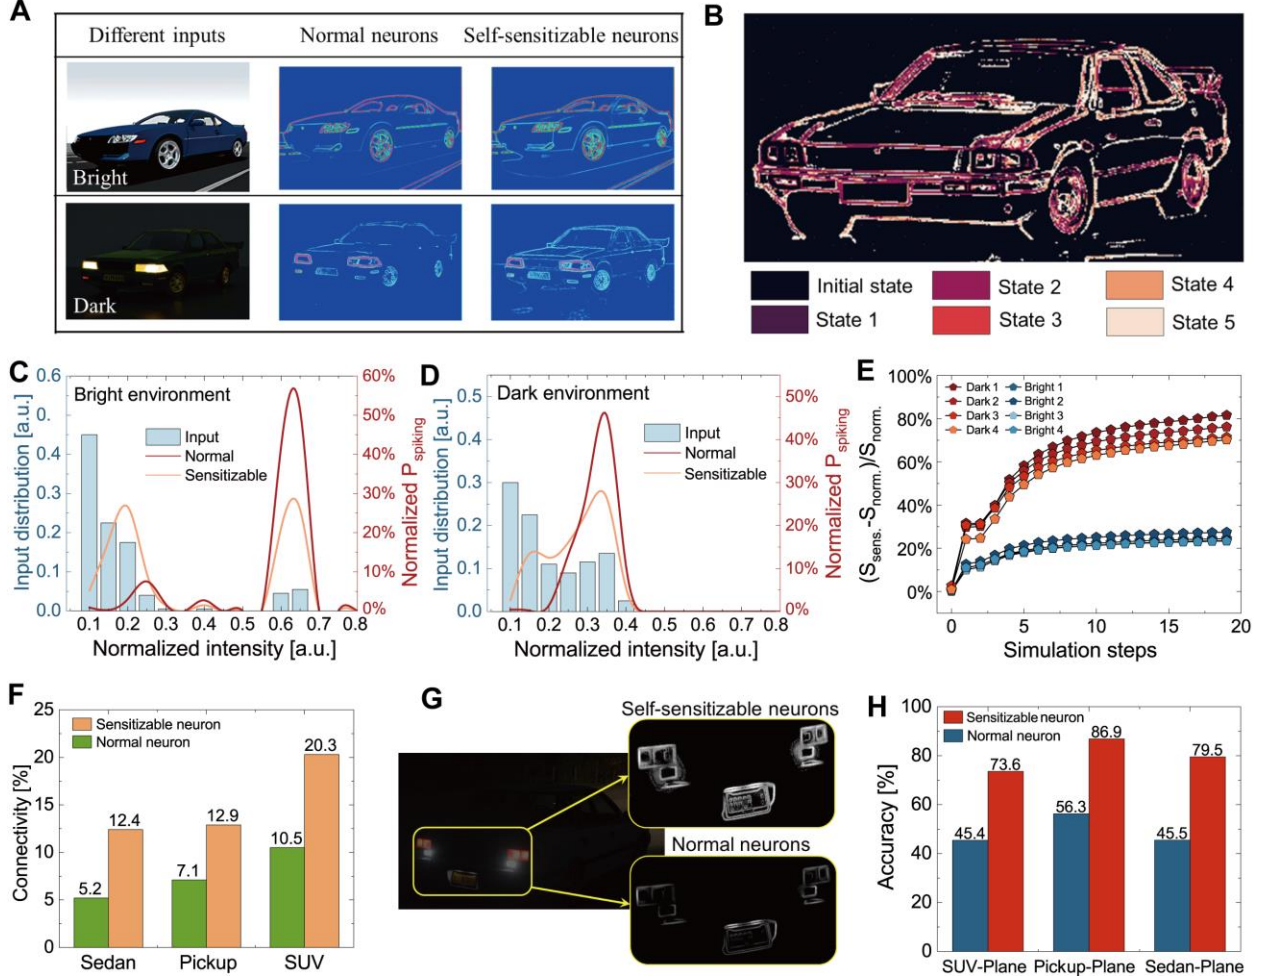 A
Different inputs Normal neurons Self-sensitizable neurons
Bright
Dark
B
Initial state State 2 State 4
State 1 State 3 State 5
C
Bright environment
Input
Normal
Sensitizable
Input distribution [a.u.]
0.6
0.5
0.4
0.3
0.2
0.1
0.0
Normalized P spiking
60%
50%
40%
30%
20%
10%
0%
0.1 0.2 0.3 0.4 0.5 0.6 0.7 0.8
Normalized intensity [a.u.]
D
Dark environment
Input
Normal
Sensitizable
Input distribution [a.u.]
0.5
0.4
0.3
0.2
0.1
0.0
Normalized P spiking
50%
40%
30%
20%
10%
0%
0.1 0.2 0.3 0.4 0.5 0.6 0.7 0.8
Normalized intensity [a.u.]
E
(S sens.-S norm.)/S norm.
100%
80%
60%
40%
20%
0%
Dark 1 Bright 1
Dark 2 Bright 2
Dark 3 Bright 3
Dark 4 Bright 4
0 5 10 15 20
Simulation steps
F
Connectivity [%]
25
20
15
10
5
0
Sensitizable neuron
Normal neuron
5.2 12.4 7.1 12.9 10.5 20.3
Sedan Pickup SUV
G
Self-sensitizable neurons
Normal neurons
H
Accuracy [%]
100
80
60
40
20
0
Sensitizable neuron
Normal neuron
45.4 73.6 56.3 86.9 45.5 79.5
SUV-Plane Pickup-Plane Sedan-Plane